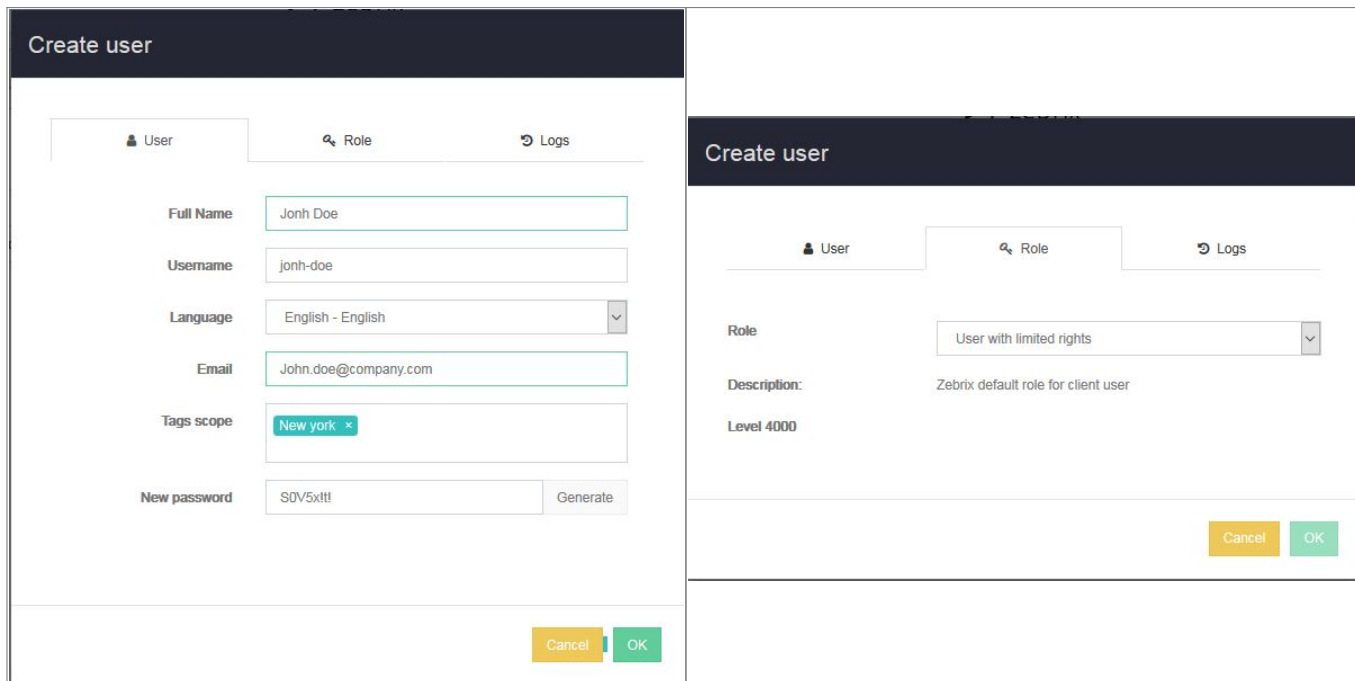 Create user
User Role Logs
Full Name Jonh Doe
Username jonh-doe
Language English - English
Email John.doe@company.com
Tags scope New york ×
New password S0V5x!t! Generate
Cancel OK
Create user
User Role Logs
Role User with limited rights
Description: Zebrix default role for client user
Level 4000
Cancel OK